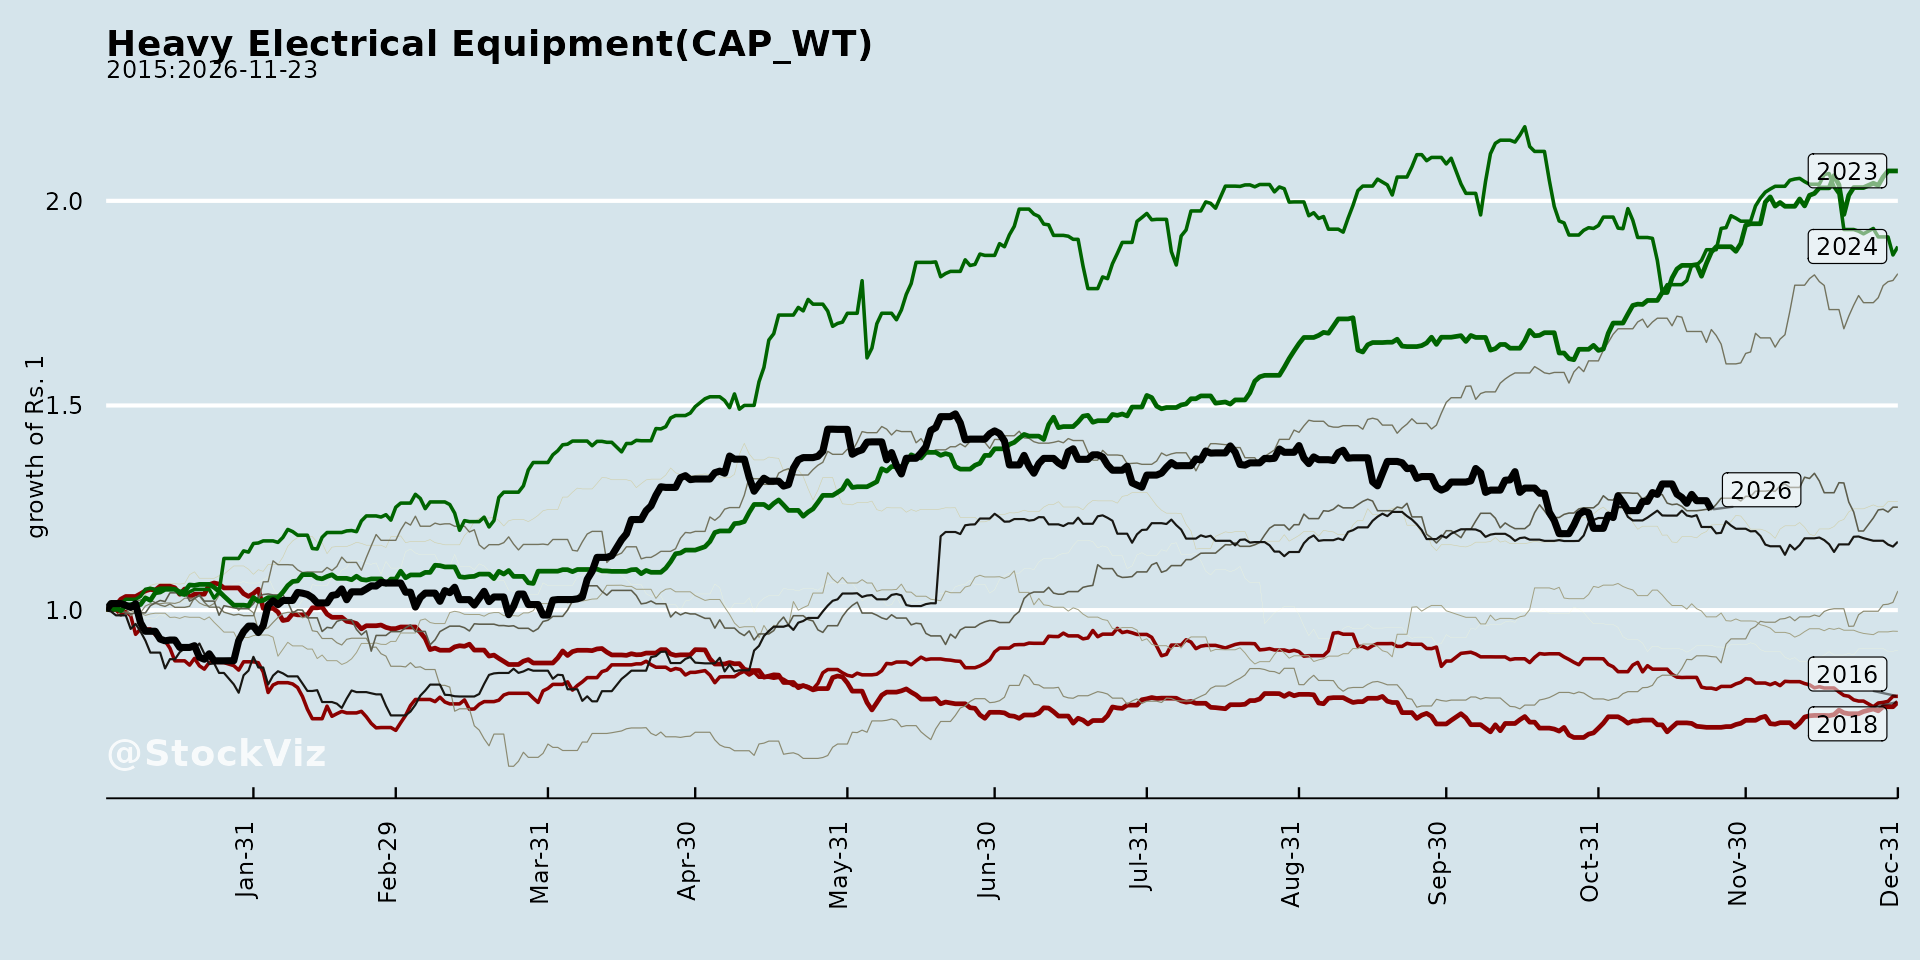 Heavy Electrical Equipment(CAP_WT)
2015:2026-11-23
growth of Rs. 1
2.0
1.5
1.0
2023
2024
2026
2016
2018
@StockViz
Jan-31
Feb-29
Mar-31
Apr-30
May-31
Jun-30
Jul-31
Aug-31
Sep-30
Oct-31
Nov-30
Dec-31